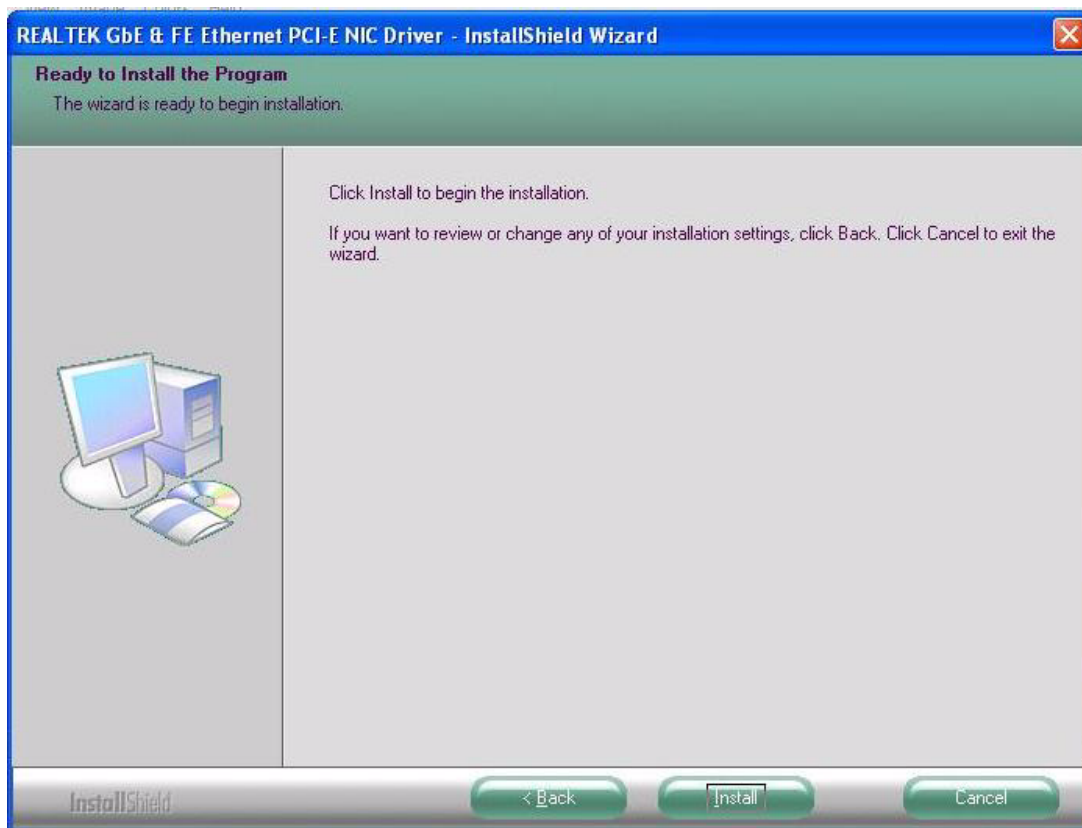 REALTEK GbE & FE Ethernet PCI-E NIC Driver - InstallShield Wizard
Ready to Install the Program
The wizard is ready to begin installation.
Click Install to begin the installation.
If you want to review or change any of your installation settings, click Back. Click Cancel to exit the
wizard.
InstallShield
< Back
Install
Cancel